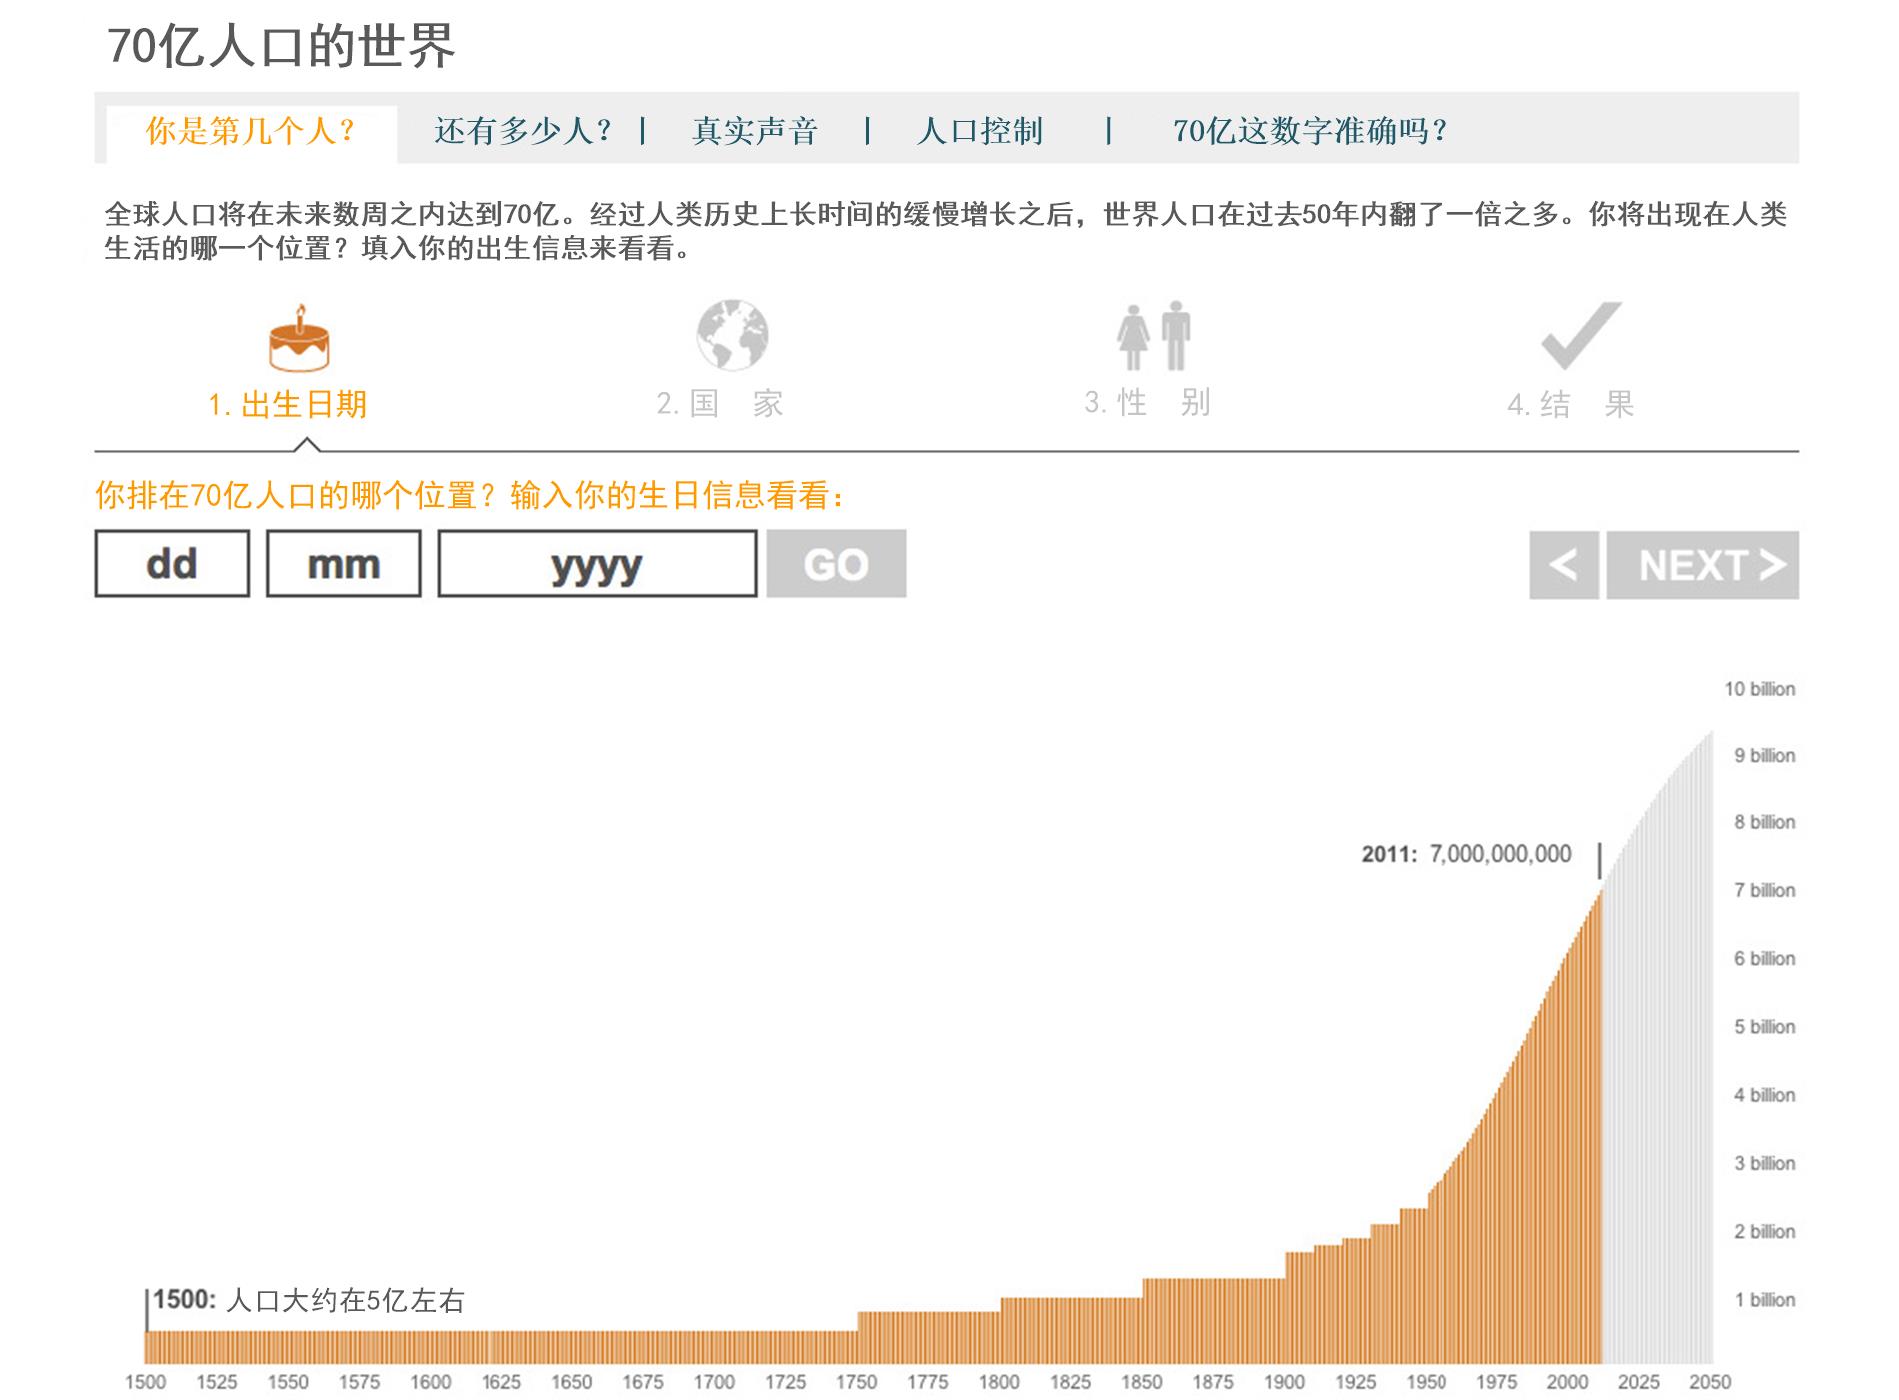 70亿人口的世界
你是第几个人? 还有多少人? | 真实声音 | 人口控制 | 70亿这数字准确吗?
全球人口将在未来数周之内达到70亿。经过人类历史上长时间的缓慢增长之后，世界人口在过去50年内翻了一倍之多。你将出现在人类
生活的哪一个位置? 填入你的出生信息来看看。
1.出生日期 2.国 家 3.性 别 4.结 果
你排在70亿人口的哪个位置? 输入你的生日信息看看:
dd mm yyyy GO < NEXT >
10 billion
9 billion
8 billion
2011: 7,000,000,000
7 billion
6 billion
5 billion
4 billion
3 billion
2 billion
1500: 人口大约在5亿左右
1 billion
1500 1525 1550 1575 1600 1625 1650 1675 1700 1725 1750 1775 1800 1825 1850 1875 1900 1925 1950 1975 2000 2025 2050